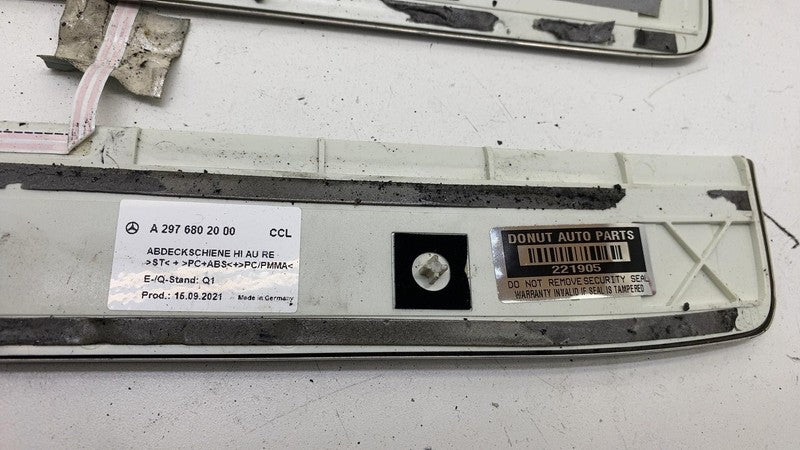 A 297 680 20 00 CCL
ABDECKSCHIENE HI AU RE
>ST< + >PC+ABS<+>PC/PMMA<
E-/Q-Stand: Q1
Prod.: 15.09.2021 Made in Germany
DONUT AUTO PARTS
221905
DO NOT REMOVE SECURITY SEAL
WARRANTY INVALID IF SEAL IS TAMPERED